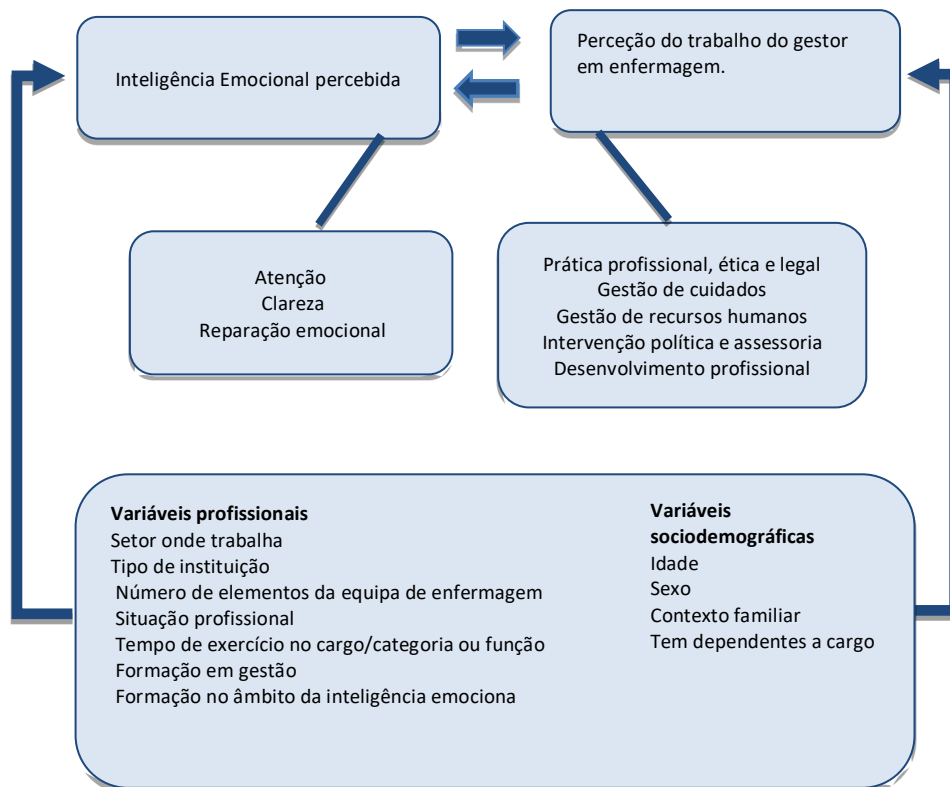 Inteligência Emocional percebida
Perceção do trabalho do gestor
em enfermagem.
Atenção
Clareza
Reparação emocional
Prática profissional, ética e legal
Gestão de cuidados
Gestão de recursos humanos
Intervenção política e assessoria
Desenvolvimento profissional
Variáveis profissionais
Setor onde trabalha
Tipo de instituição
Número de elementos da equipa de enfermagem
Situação profissional
Tempo de exercício no cargo/categoria ou função
Formação em gestão
Formação no âmbito da inteligência emociona
Variáveis
sociodemográficas
Idade
Sexo
Contexto familiar
Tem dependentes a cargo